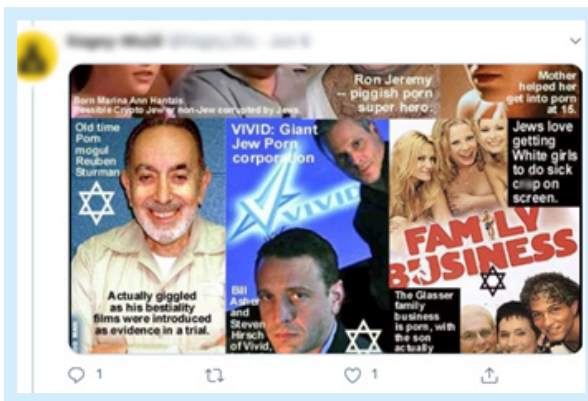 Born Marina Ann Hantzis
Possible Crypto Jew or non-Jew corrupted by Jews.
Ron Jeremy
-- piggish porn
super hero.
Mother
helped her
get into porn
at 15.
Old time
Porn
mogul
Reuben
Sturman
VIVID: Giant
Jew Porn
corporation
VIVID
Jews love
getting
White girls
to do sick
on
screen.
FAMILY
BUSINESS
Actually giggled
as his bestiality
films were introduced
as evidence in a trial.
Bill
Asher
and
Steven
Hirsch
of Vivid,
The Glasser
family
business
is porn, with
the son
actually
1
1